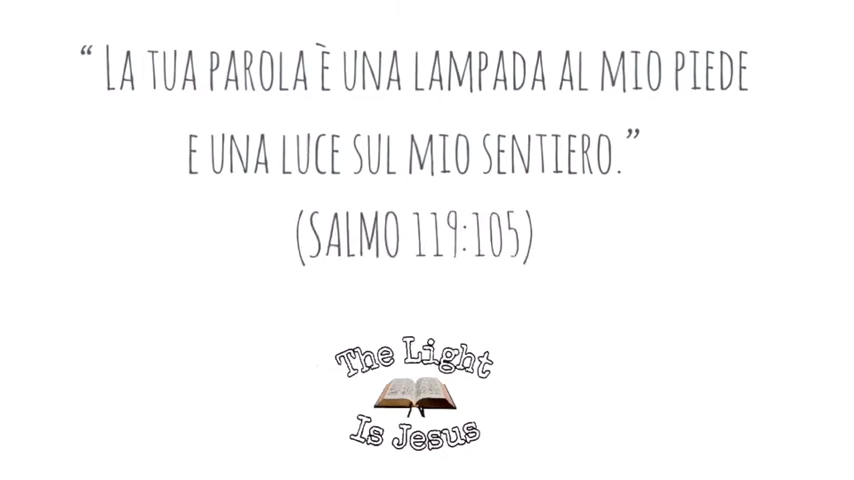 “ LA TUA PAROLA È UNA LAMPADA AL MIO PIEDE
E UNA LUCE SUL MIO SENTIERO.”
(SALMO 119:105)
The Light
Is Jesus